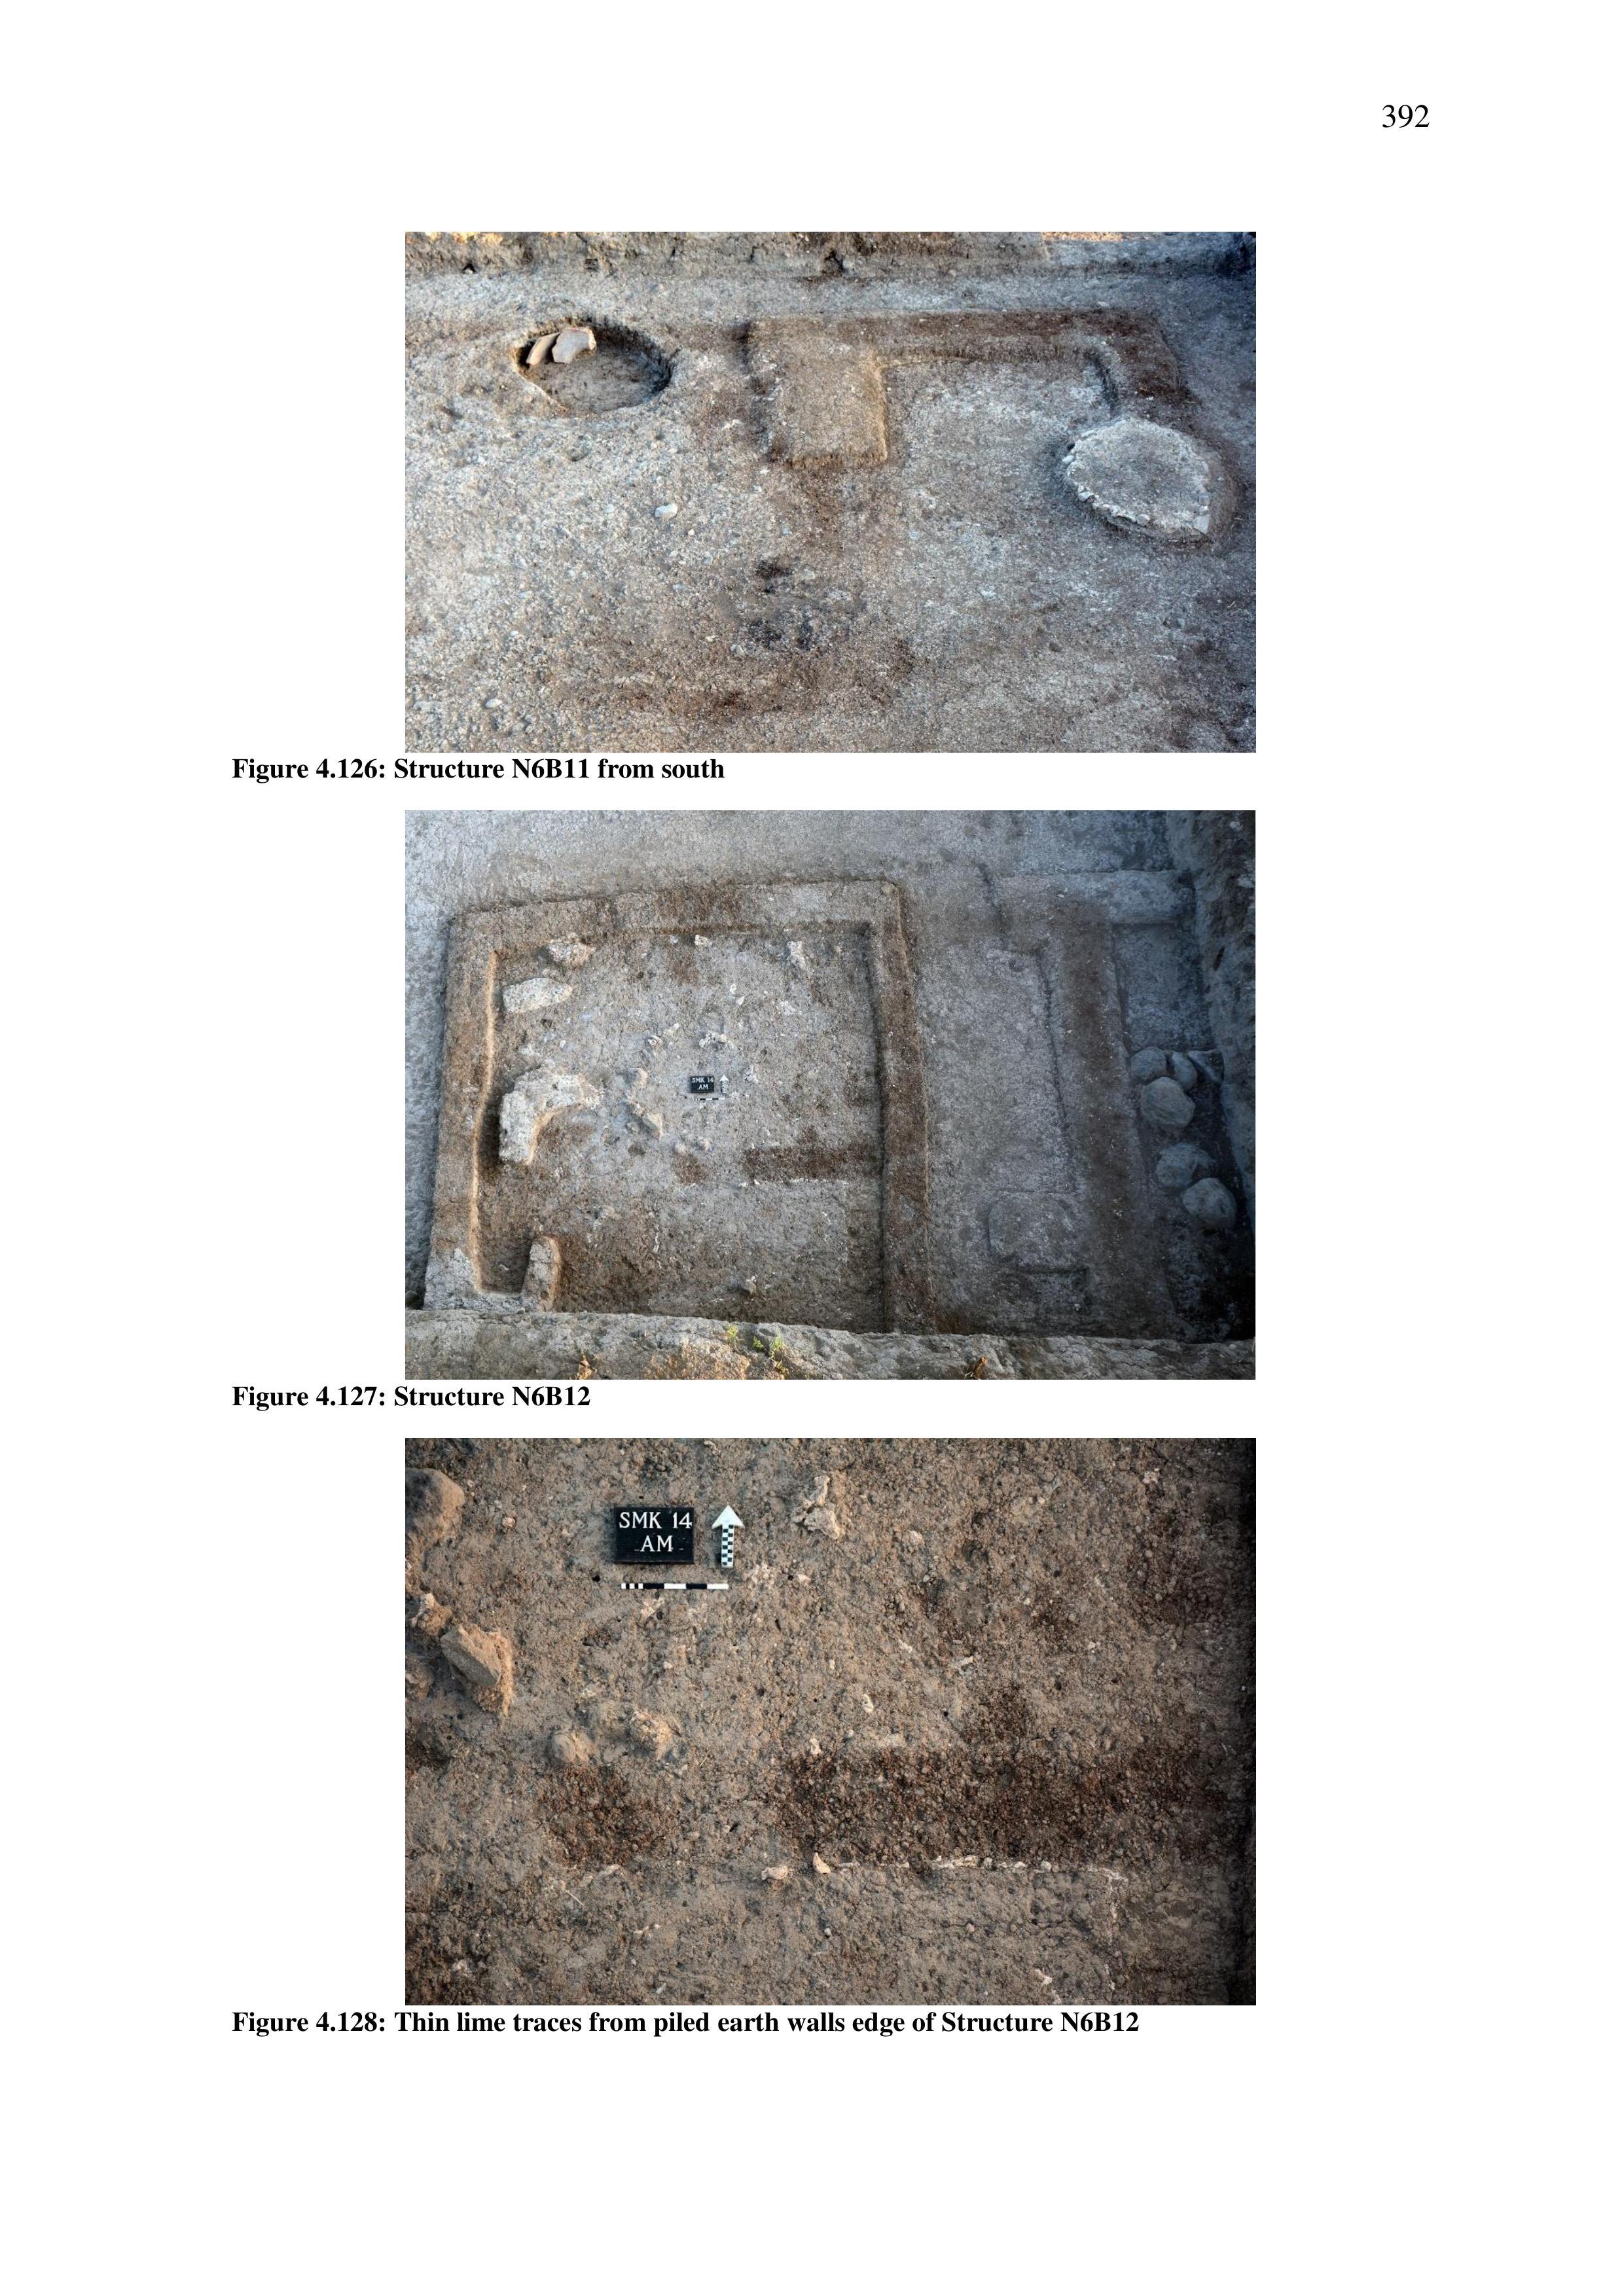 392
Figure 4.126: Structure N6B11 from south
SMK 14
AM
Figure 4.127: Structure N6B12
SMK 14
AM
Figure 4.128: Thin lime traces from piled earth walls edge of Structure N6B12